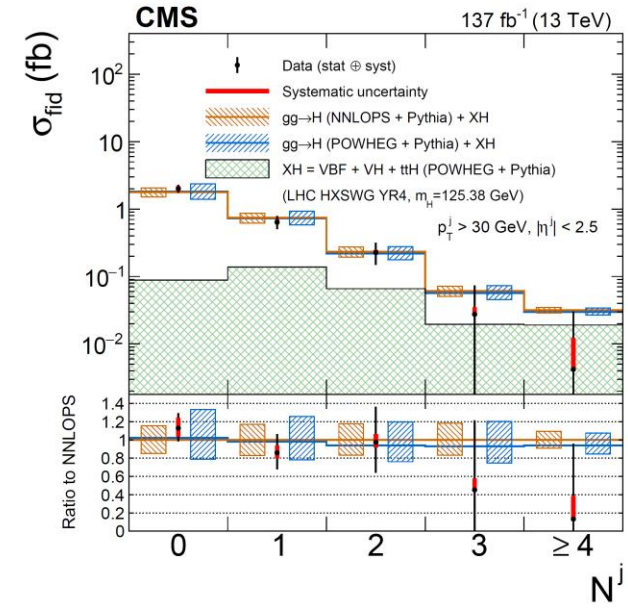 CMS 137 fb⁻¹ (13 TeV)
σ_fid (fb)
10²
10
1
10⁻¹
10⁻²
Data (stat ⊕ syst)
Systematic uncertainty
gg→H (NNLOPS + Pythia) + XH
gg→H (POWHEG + Pythia) + XH
XH = VBF + VH + ttH (POWHEG + Pythia)
(LHC HXSWG YR4, m_H=125.38 GeV)
p_T^j > 30 GeV, |η^j| < 2.5
Ratio to NNLOPS
1.4
1.2
1
0.8
0.6
0.4
0.2
0
0 1 2 3 ≥ 4
N^j